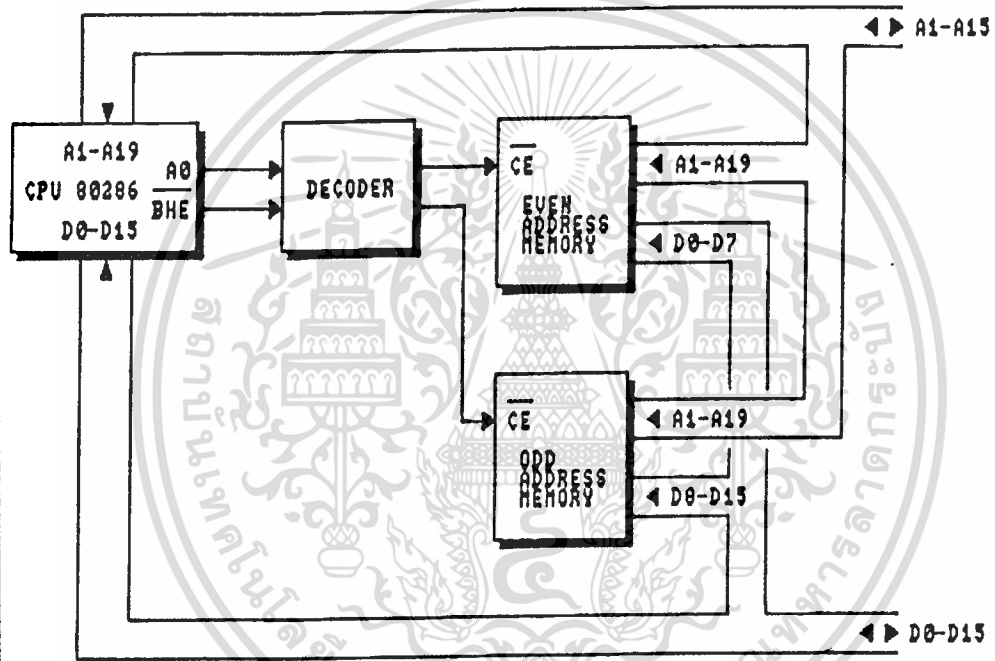 A1-A15
A1-A19
CPU 80286
D0-D15
A0
BHE
DECODER
CE
EVEN
ADDRESS
MEMORY
A1-A19
D0-D7
CE
ODD
ADDRESS
MEMORY
A1-A19
D8-D15
D0-D15